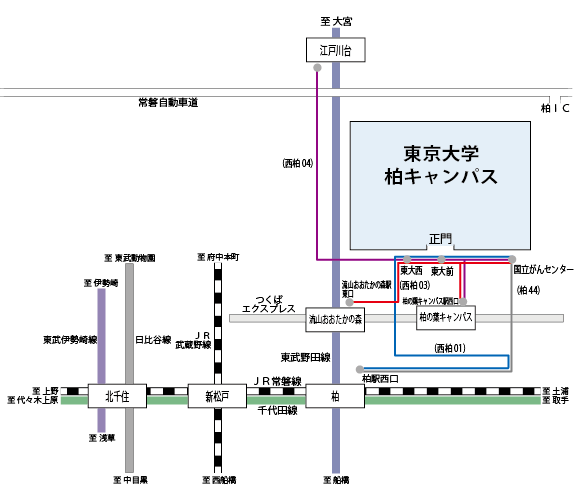 至 大宮
江戸川台
常磐自動車道
柏ＩＣ
東京大学
柏キャンパス
(西柏04)
正門
至 東武動物園
至 府中本町
国立がんセンター
東大西
東大前
至 伊勢崎
流山おおたかの森駅
東口
(西柏03)
(柏44)
つくば
エクスプレス
柏の葉キャンパス駅西口
流山おおたかの森
柏の葉キャンパス
東武伊勢崎線
日比谷線
ＪＲ
武蔵野線
東武野田線
(西柏01)
柏駅西口
ＪＲ常磐線
至 上野
至 代々木上原
北千住
新松戸
柏
至 土浦
至 取手
千代田線
至 浅草
至 中目黒
至 西船橋
至 船橋